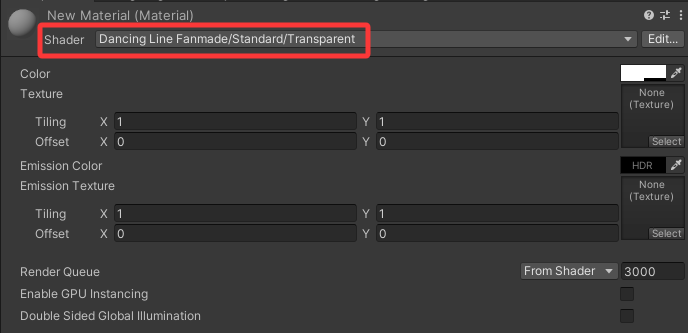 New Material (Material)
Shader Dancing Line Fanmade/Standard/Transparent Edit...
Color
Texture None (Texture)
Tiling X 1 Y 1
Offset X 0 Y 0 Select
Emission Color HDR
Emission Texture None (Texture)
Tiling X 1 Y 1
Offset X 0 Y 0 Select
Render Queue From Shader 3000
Enable GPU Instancing
Double Sided Global Illumination